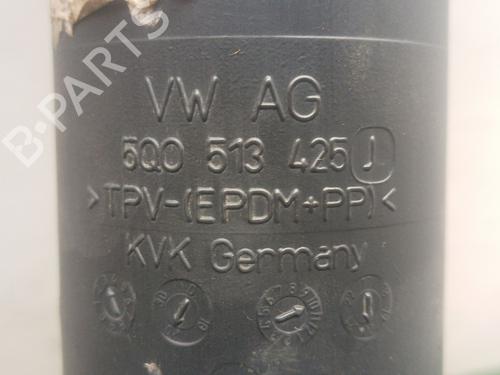 B-PARTS
VW AG
5Q0 513 425 J
>TPV-(EPDM+PP)<
KVK Germany